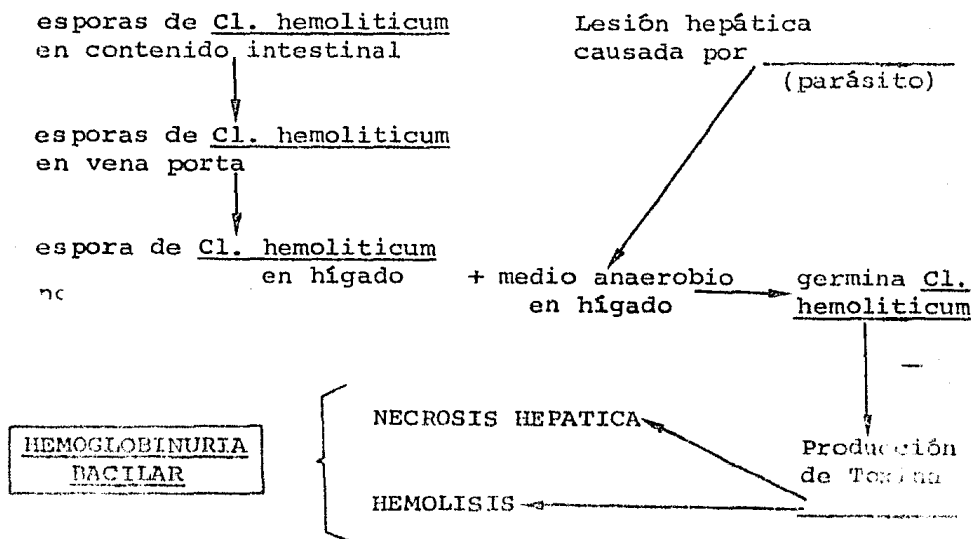 esporas de Cl. hemoliticum
en contenido intestinal
Lesión hepática
causada por
(parásito)
esporas de Cl. hemoliticum
en vena porta
espora de Cl. hemoliticum
en hígado
+ medio anaerobio
en hígado
germina Cl.
hemoliticum
Producción
de Toxina
NECROSIS HEPATICA
HEMOLISIS
HEMOGLOBINURIA
BACILAR